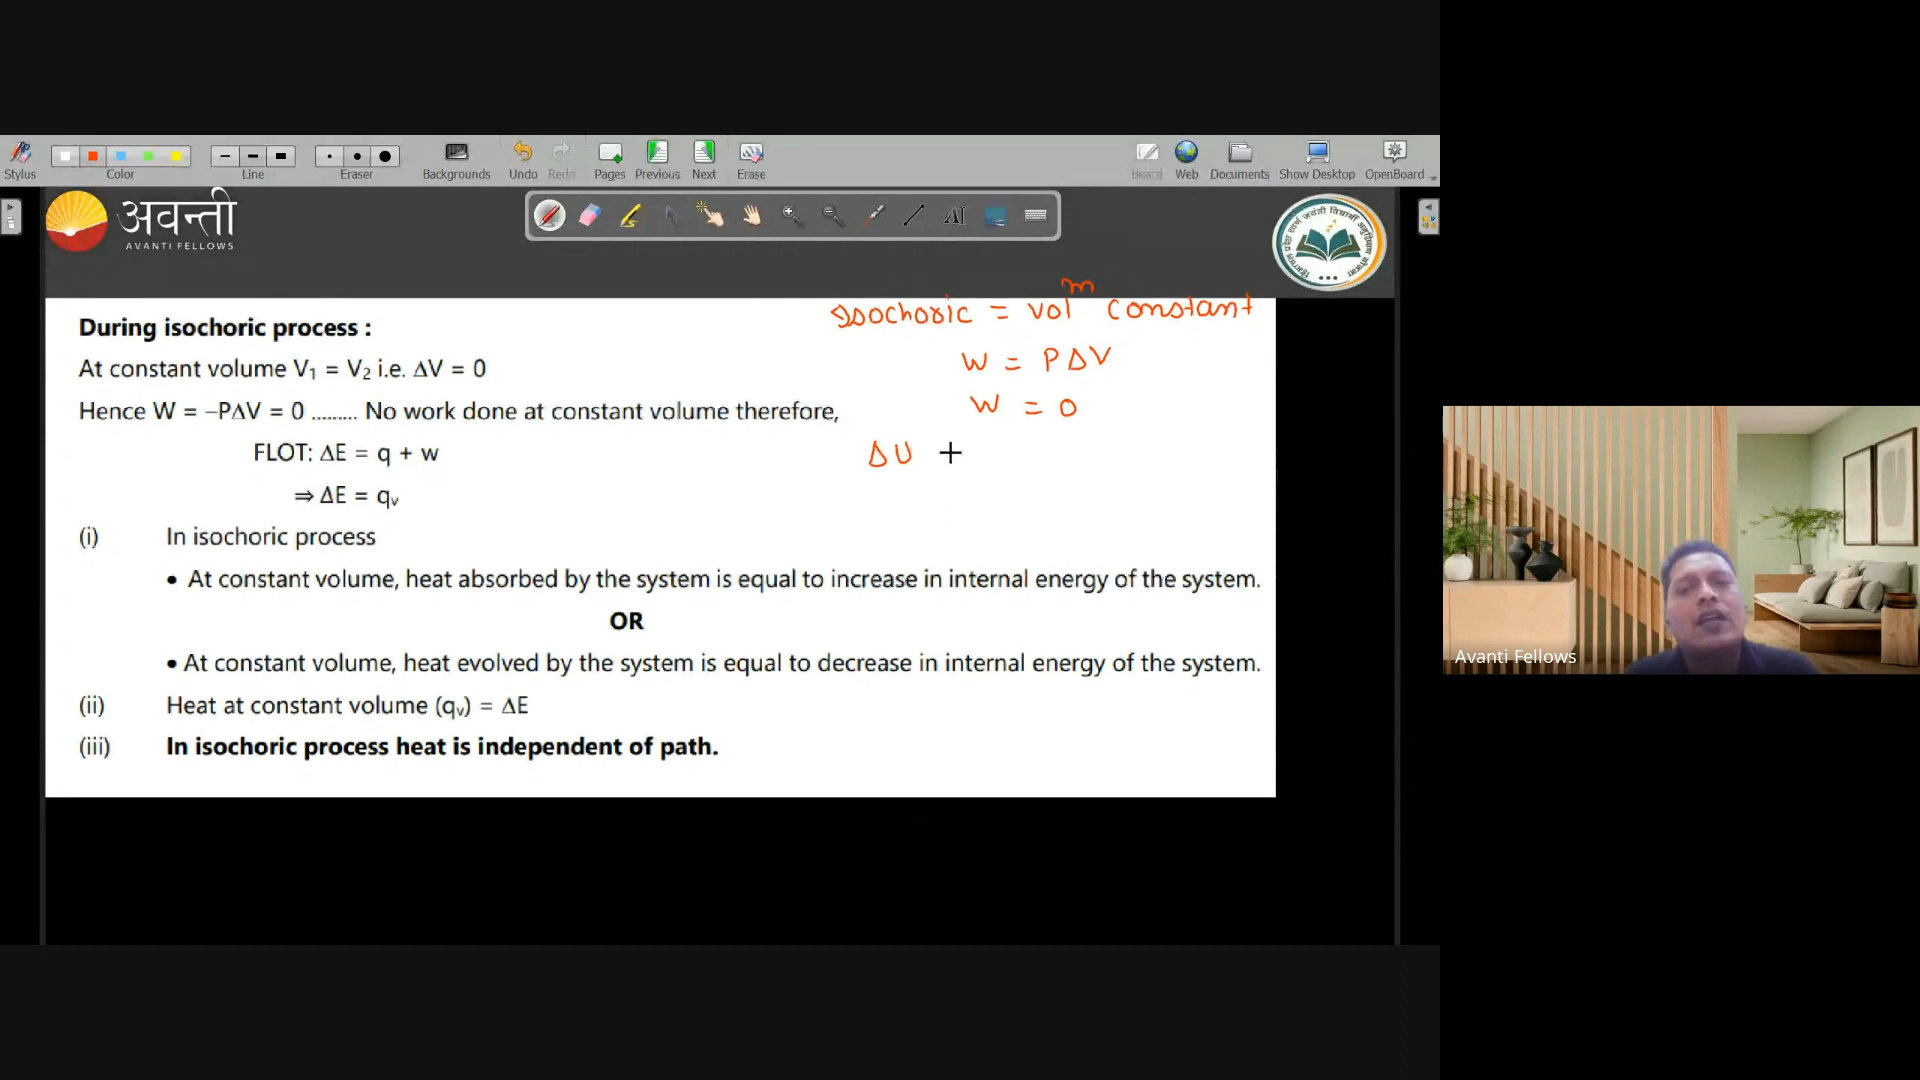 Stylus Color Line Eraser Backgrounds Undo Redo Pages Previous Next Erase Board Web Documents Show Desktop OpenBoard
अवन्ती
AVANTI FELLOWS
Isochoric = vol^m constant
During isochoric process :
W = PΔV
At constant volume V₁ = V₂ i.e. ΔV = 0
W = 0
Hence W = –PΔV = 0 ......... No work done at constant volume therefore,
FLOT: ΔE = q + w
ΔU
⇒ ΔE = qᵥ
(i) In isochoric process
• At constant volume, heat absorbed by the system is equal to increase in internal energy of the system.
OR
• At constant volume, heat evolved by the system is equal to decrease in internal energy of the system.
(ii) Heat at constant volume (qᵥ) = ΔE
(iii) In isochoric process heat is independent of path.
Avanti Fellows